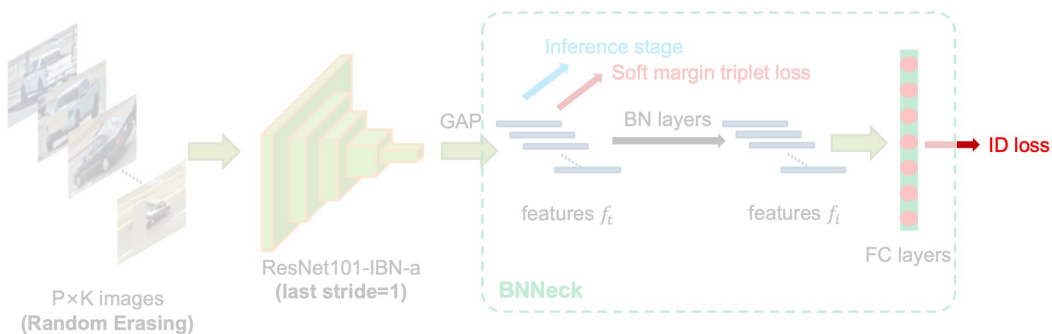 Inference stage
Soft margin triplet loss
GAP
BN layers
ID loss
features f_t
features f_i
FC layers
ResNet101-IBN-a
(last stride=1)
BNNeck
P×K images
(Random Erasing)